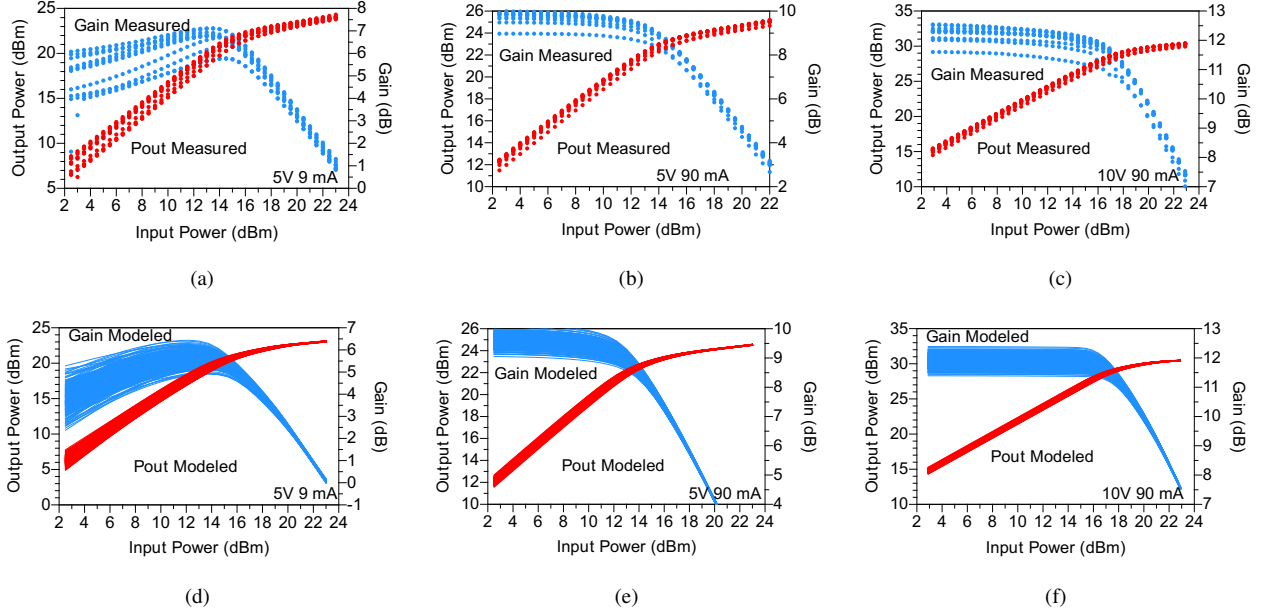 Output Power (dBm)
25
20
15
10
5
Gain Measured
Pout Measured
5V 9 mA
8
7
6
5
4
3
2
1
0
Gain (dB)
2 4 6 8 10 12 14 16 18 20 22 24
Input Power (dBm)
(a)
Output Power (dBm)
26
24
22
20
18
16
14
12
10
Gain Measured
Pout Measured
5V 90 mA
10
8
6
4
2
Gain (dB)
2 4 6 8 10 12 14 16 18 20 22
Input Power (dBm)
(b)
Output Power (dBm)
35
30
25
20
15
10
Gain Measured
Pout Measured
10V 90 mA
13
12
11
10
9
8
7
Gain (dB)
2 4 6 8 10 12 14 16 18 20 22 24
Input Power (dBm)
(c)
Output Power (dBm)
25
20
15
10
5
0
Gain Modeled
Pout Modeled
5V 9 mA
7
6
5
4
3
2
1
0
-1
Gain (dB)
2 4 6 8 10 12 14 16 18 20 22 24
Input Power (dBm)
(d)
Output Power (dBm)
26
24
22
20
18
16
14
12
10
Gain Modeled
Pout Modeled
5V 90 mA
10
9
8
7
6
5
4
Gain (dB)
2 4 6 8 10 12 14 16 18 20 22 24
Input Power (dBm)
(e)
Output Power (dBm)
35
30
25
20
15
10
Gain Modeled
Pout Modeled
10V 90 mA
13
12
11
10
9
8
7
Gain (dB)
2 4 6 8 10 12 14 16 18 20 22 24
Input Power (dBm)
(f)